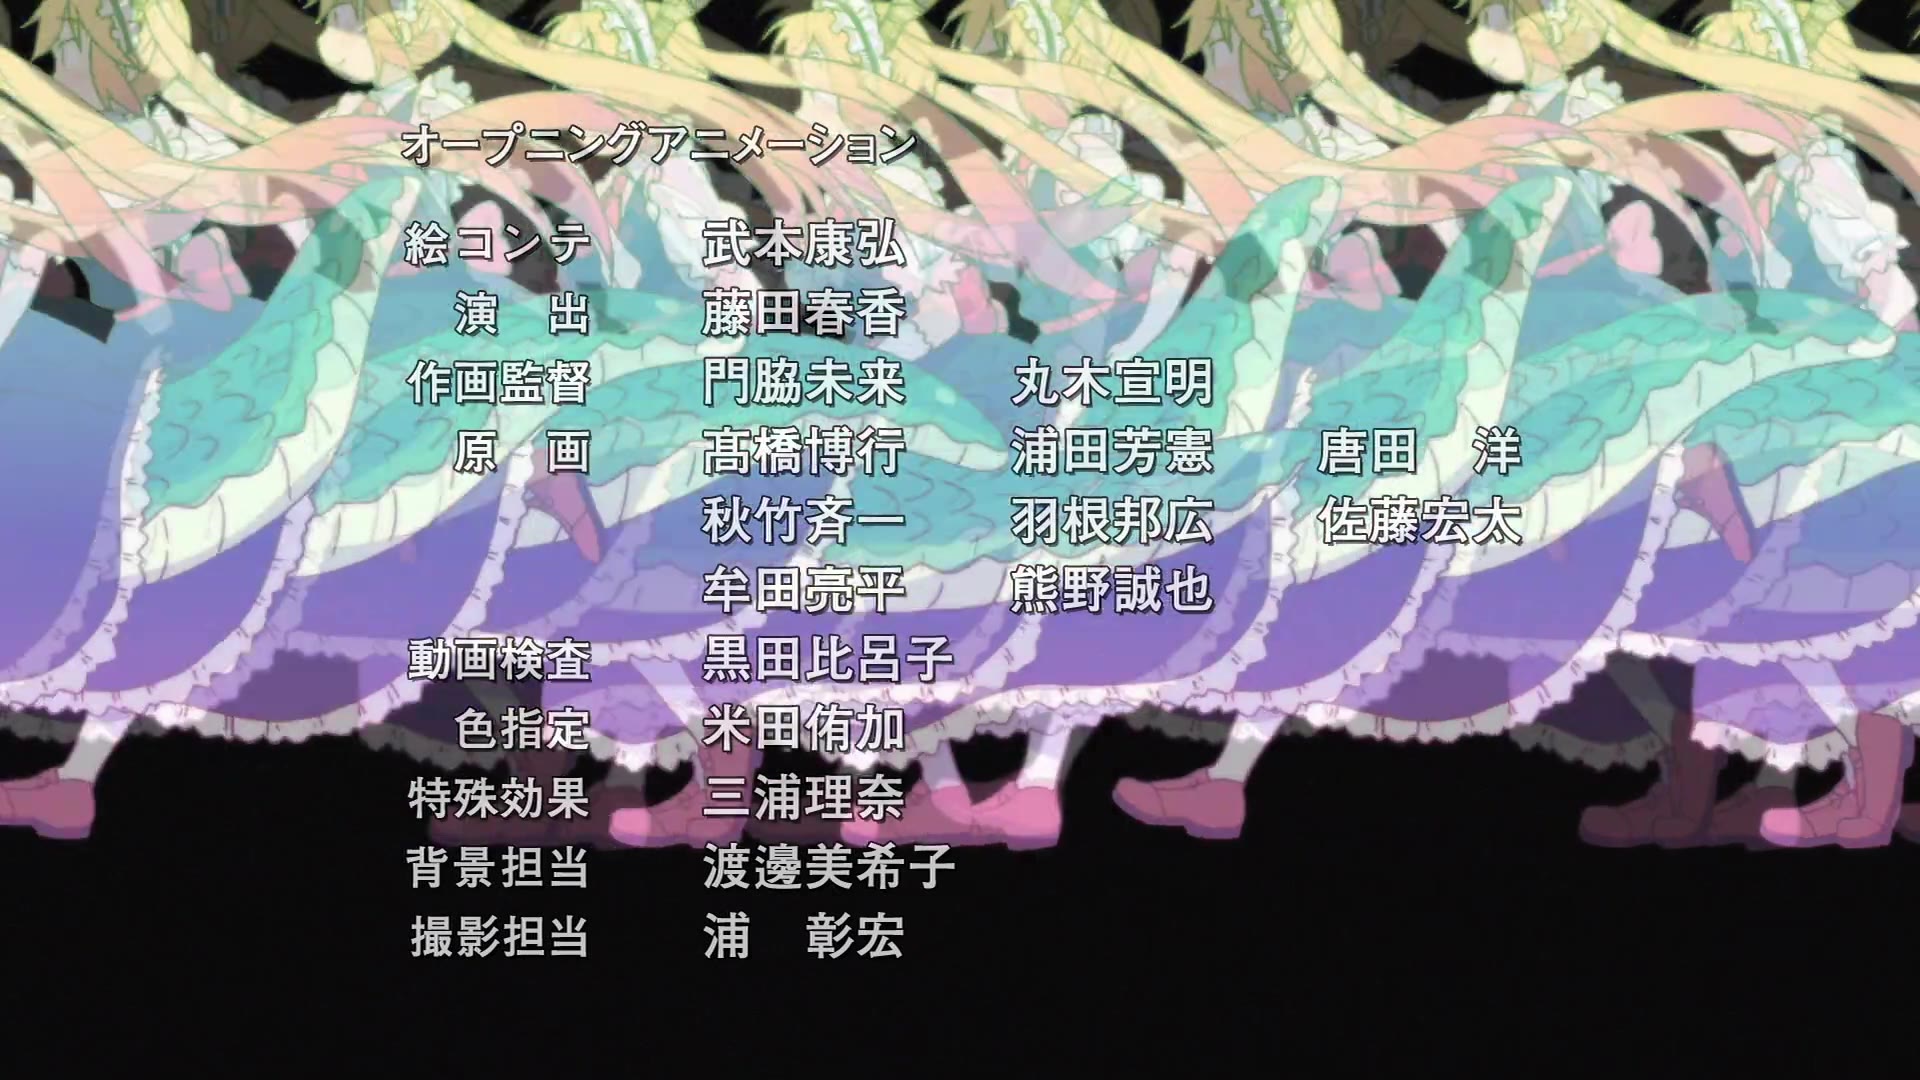 オープニングアニメーション
絵コンテ　武本康弘
演　出　藤田春香
作画監督　門脇未来　丸木宣明
原　画　髙橋博行　浦田芳憲　唐田　洋
秋竹斉一　羽根邦広　佐藤宏太
牟田亮平　熊野誠也
動画検査　黒田比呂子
色指定　米田侑加
特殊効果　三浦理奈
背景担当　渡邊美希子
撮影担当　浦　彰宏